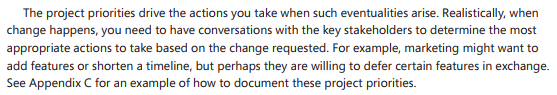 The project priorities drive the actions you take when such eventualities arise. Realistically, when
change happens, you need to have conversations with the key stakeholders to determine the most
appropriate actions to take based on the change requested. For example, marketing might want to
add features or shorten a timeline, but perhaps they are willing to defer certain features in exchange.
See Appendix C for an example of how to document these project priorities.